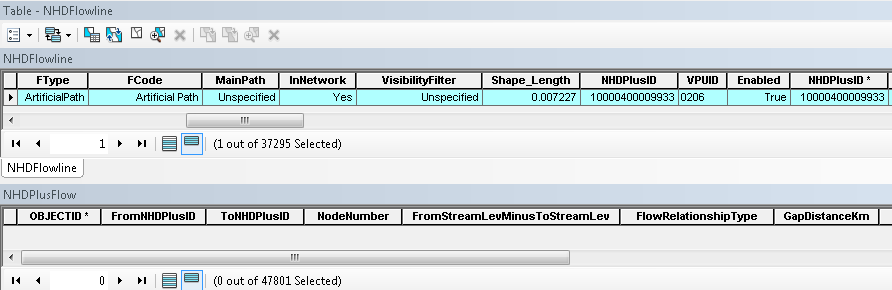 Table - NHDFlowline
NHDFlowline
FType FCode MainPath InNetwork VisibilityFilter Shape_Length NHDPlusID VPUID Enabled NHDPlusID *
ArtificialPath Artificial Path Unspecified Yes Unspecified 0.007227 10000400009933 0206 True 10000400009933
1 (1 out of 37295 Selected)
NHDFlowline
NHDPlusFlow
OBJECTID * FromNHDPlusID ToNHDPlusID NodeNumber FromStreamLevMinusToStreamLev FlowRelationshipType GapDistanceKm
0 (0 out of 47801 Selected)